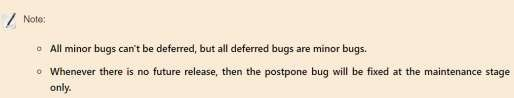 Note:
○ All minor bugs can't be deferred, but all deferred bugs are minor bugs.
○ Whenever there is no future release, then the postpone bug will be fixed at the maintenance stage
only.